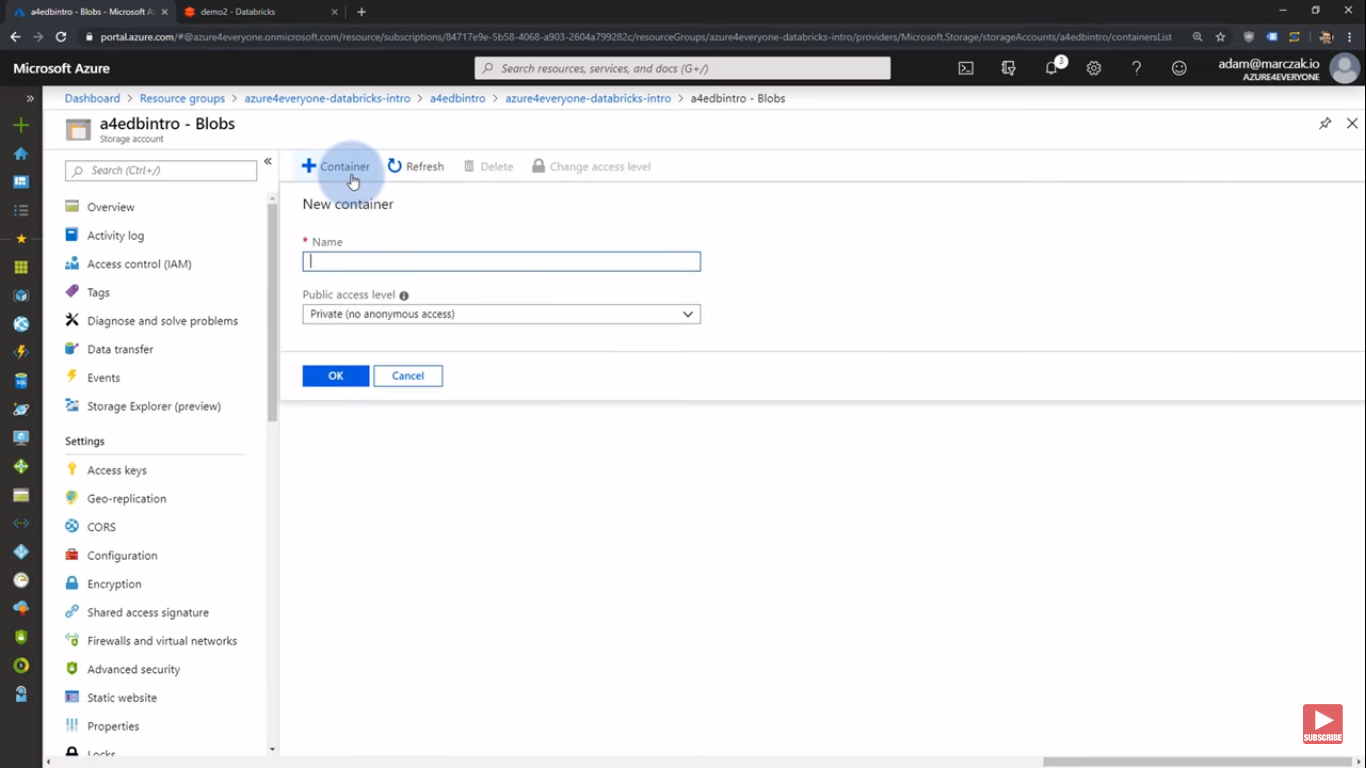 a4edbintro - Blobs - Microsoft A
demo2 - Databricks
portal.azure.com/#@azure4everyone.onmicrosoft.com/resource/subscriptions/84717e9e-5b58-4068-a903-2604a799282c/resourceGroups/azure4everyone-databricks-intro/providers/Microsoft.Storage/storageAccounts/a4edbintro/containersList
Microsoft Azure
Search resources, services, and docs (G+/)
3
adam@marczak.io
AZURE4EVERYONE
Dashboard > Resource groups > azure4everyone-databricks-intro > a4edbintro > azure4everyone-databricks-intro > a4edbintro - Blobs
a4edbintro - Blobs
Storage account
Search (Ctrl+/)
Overview
Activity log
Access control (IAM)
Tags
Diagnose and solve problems
Data transfer
Events
Storage Explorer (preview)
Settings
Access keys
Geo-replication
CORS
Configuration
Encryption
Shared access signature
Firewalls and virtual networks
Advanced security
Static website
Properties
Locks
Container Refresh Delete Change access level
New container
* Name
Public access level
Private (no anonymous access)
OK Cancel
SUBSCRIBE